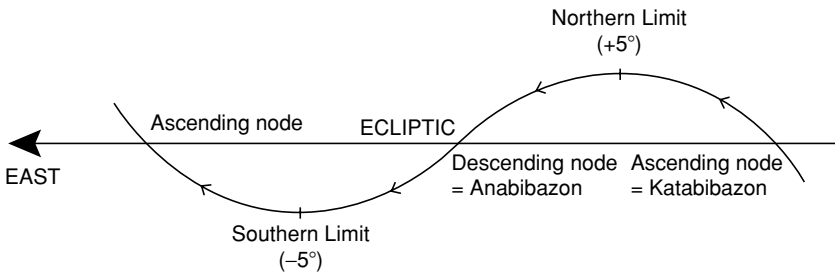 Northern Limit
(+5°)
Ascending node
ECLIPTIC
EAST
Descending node
= Anabibazon
Ascending node
= Katabibazon
Southern Limit
(–5°)